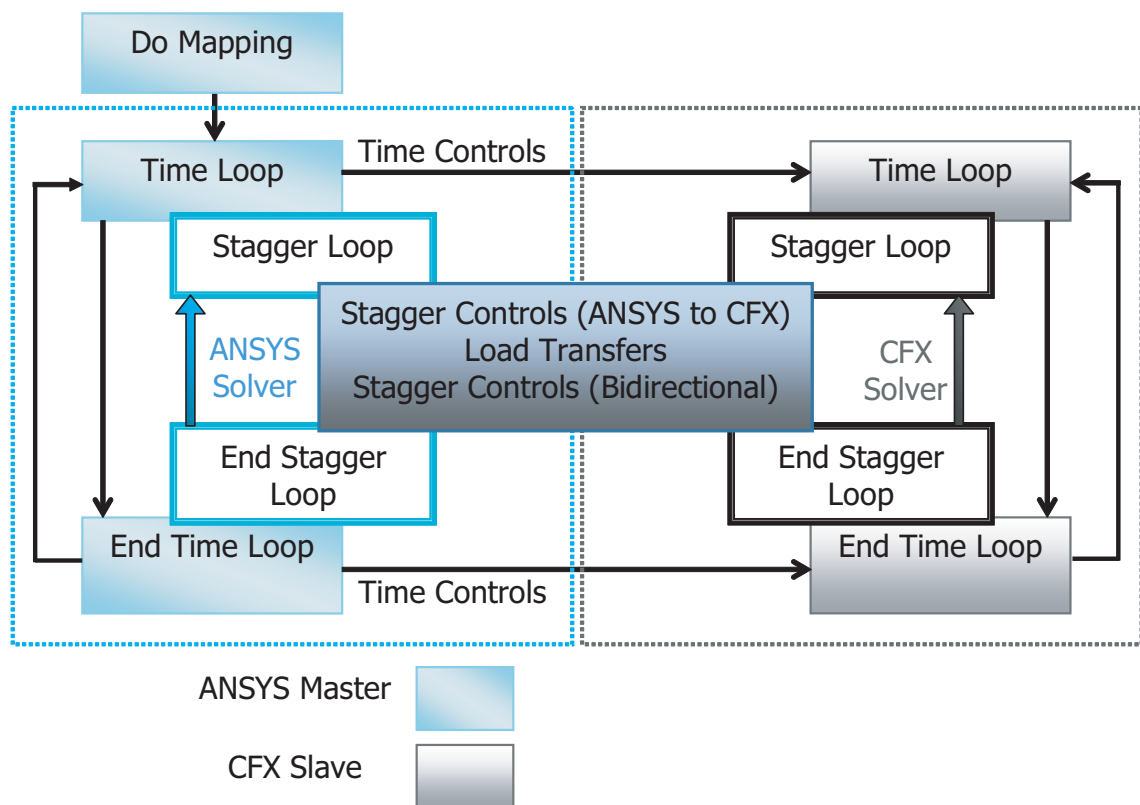 Do Mapping
Time Loop
Time Controls
Time Loop
Stagger Loop
Stagger Loop
Stagger Controls (ANSYS to CFX)
Load Transfers
Stagger Controls (Bidirectional)
ANSYS
Solver
CFX
Solver
End Stagger
Loop
End Stagger
Loop
End Time Loop
Time Controls
End Time Loop
ANSYS Master
CFX Slave